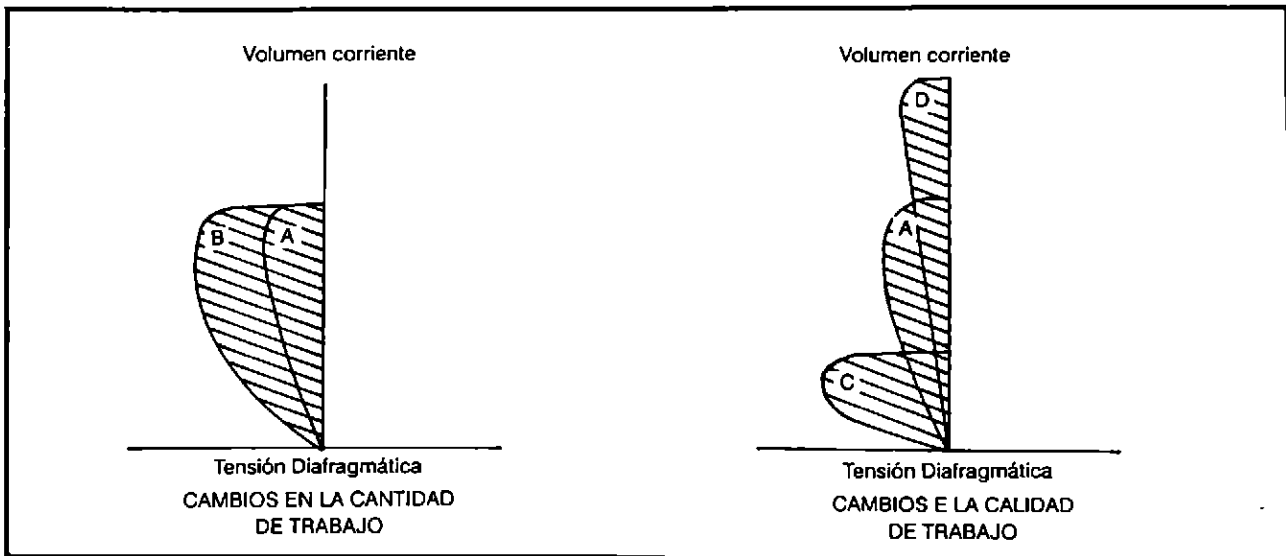 Volumen corriente
B
A
Tensión Diafragmática
CAMBIOS EN LA CANTIDAD
DE TRABAJO
Volumen corriente
D
A
C
Tensión Diafragmática
CAMBIOS E LA CALIDAD
DE TRABAJO